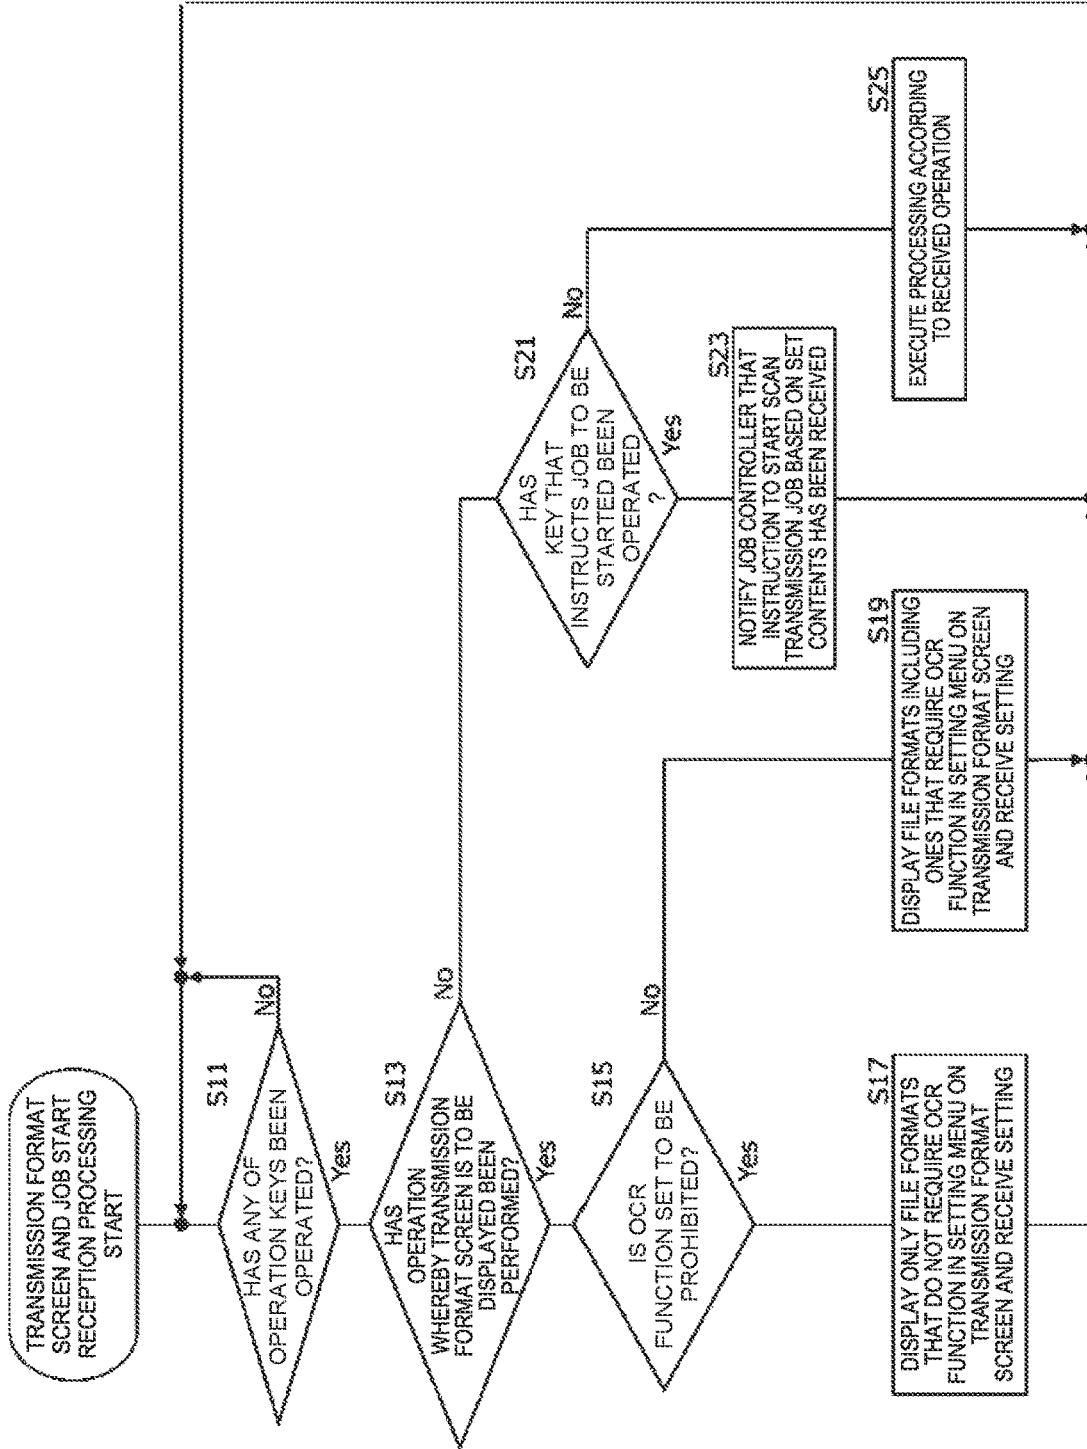 TRANSMISSION FORMAT
SCREEN AND JOB START
RECEPTION PROCESSING
START
S11
HAS ANY OF
OPERATION KEYS BEEN
OPERATED?
No
Yes
S13
HAS
OPERATION
WHEREBY TRANSMISSION
FORMAT SCREEN IS TO BE
DISPLAYED BEEN
PERFORMED?
No
Yes
S15
IS OCR
FUNCTION SET TO BE
PROHIBITED?
No
Yes
S17
DISPLAY ONLY FILE FORMATS
THAT DO NOT REQUIRE OCR
FUNCTION IN SETTING MENU ON
TRANSMISSION FORMAT
SCREEN AND RECEIVE SETTING
S19
DISPLAY FILE FORMATS INCLUDING
ONES THAT REQUIRE OCR
FUNCTION IN SETTING MENU ON
TRANSMISSION FORMAT SCREEN
AND RECEIVE SETTING
S21
HAS
KEY THAT
INSTRUCTS JOB TO BE
STARTED BEEN
OPERATED
?
No
Yes
S23
NOTIFY JOB CONTROLLER THAT
INSTRUCTION TO START SCAN
TRANSMISSION JOB BASED ON SET
CONTENTS HAS BEEN RECEIVED
S25
EXECUTE PROCESSING ACCORDING
TO RECEIVED OPERATION